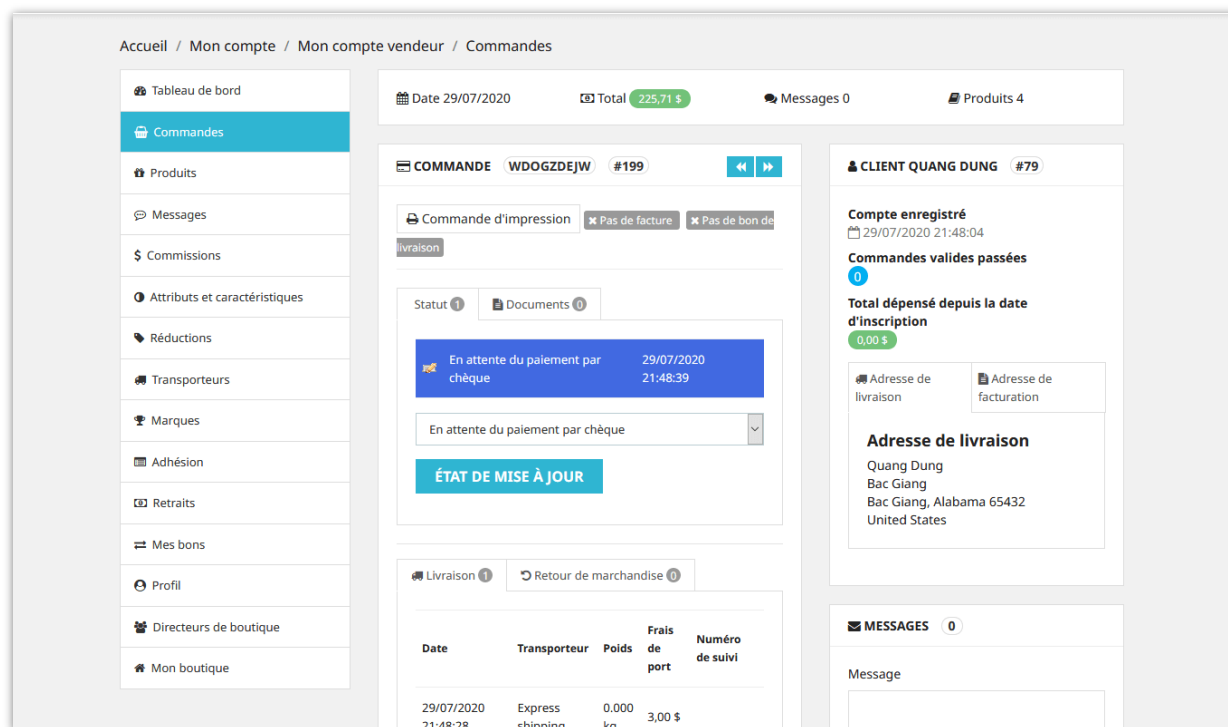 Accueil / Mon compte / Mon compte vendeur / Commandes
Tableau de bord
Commandes
Produits
Messages
$ Commissions
Attributs et caractéristiques
Réductions
Transporteurs
Marques
Adhésion
Retraits
Mes bons
Profil
Directeurs de boutique
Mon boutique
Date 29/07/2020 Total 225,71 $ Messages 0 Produits 4
COMMANDE WDOGZDEJW #199
Commande d'impression Pas de facture Pas de bon de
livraison
Statut 1 Documents 0
En attente du paiement par 29/07/2020
chèque 21:48:39
En attente du paiement par chèque
ÉTAT DE MISE À JOUR
Livraison 1 Retour de marchandise 0
Date Transporteur Poids Frais de port Numéro de suivi
29/07/2020 Express 0.000 3,00 $
21:48:28 shipping kg
CLIENT QUANG DUNG #79
Compte enregistré
29/07/2020 21:48:04
Commandes valides passées
0
Total dépensé depuis la date
d'inscription
0,00 $
Adresse de livraison Adresse de facturation
Adresse de livraison
Quang Dung
Bac Giang
Bac Giang, Alabama 65432
United States
MESSAGES 0
Message